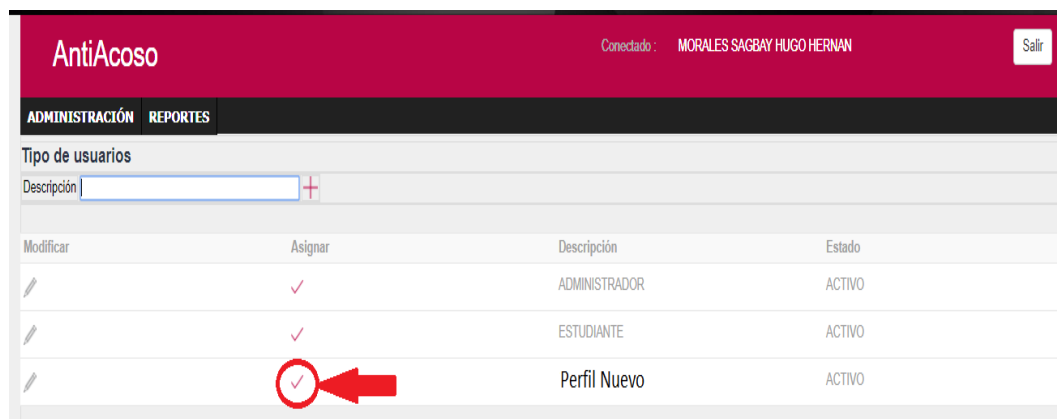 AntiAcoso
Conectado : MORALES SAGBAY HUGO HERNAN
Salir
ADMINISTRACIÓN REPORTES
Tipo de usuarios
Descripción
Modificar Asignar Descripción Estado
ADMINISTRADOR ACTIVO
ESTUDIANTE ACTIVO
Perfil Nuevo ACTIVO